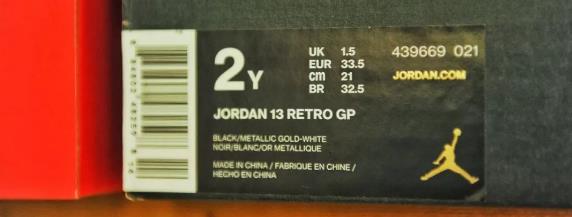 2Y
UK 1.5
EUR 33.5
cm 21
BR 32.5
439669 021
JORDAN.COM
JORDAN 13 RETRO GP
BLACK/METALLIC GOLD-WHITE
NOIR/BLANC/OR METALLIQUE
MADE IN CHINA / FABRIQUE EN CHINE /
HECHO EN CHINA